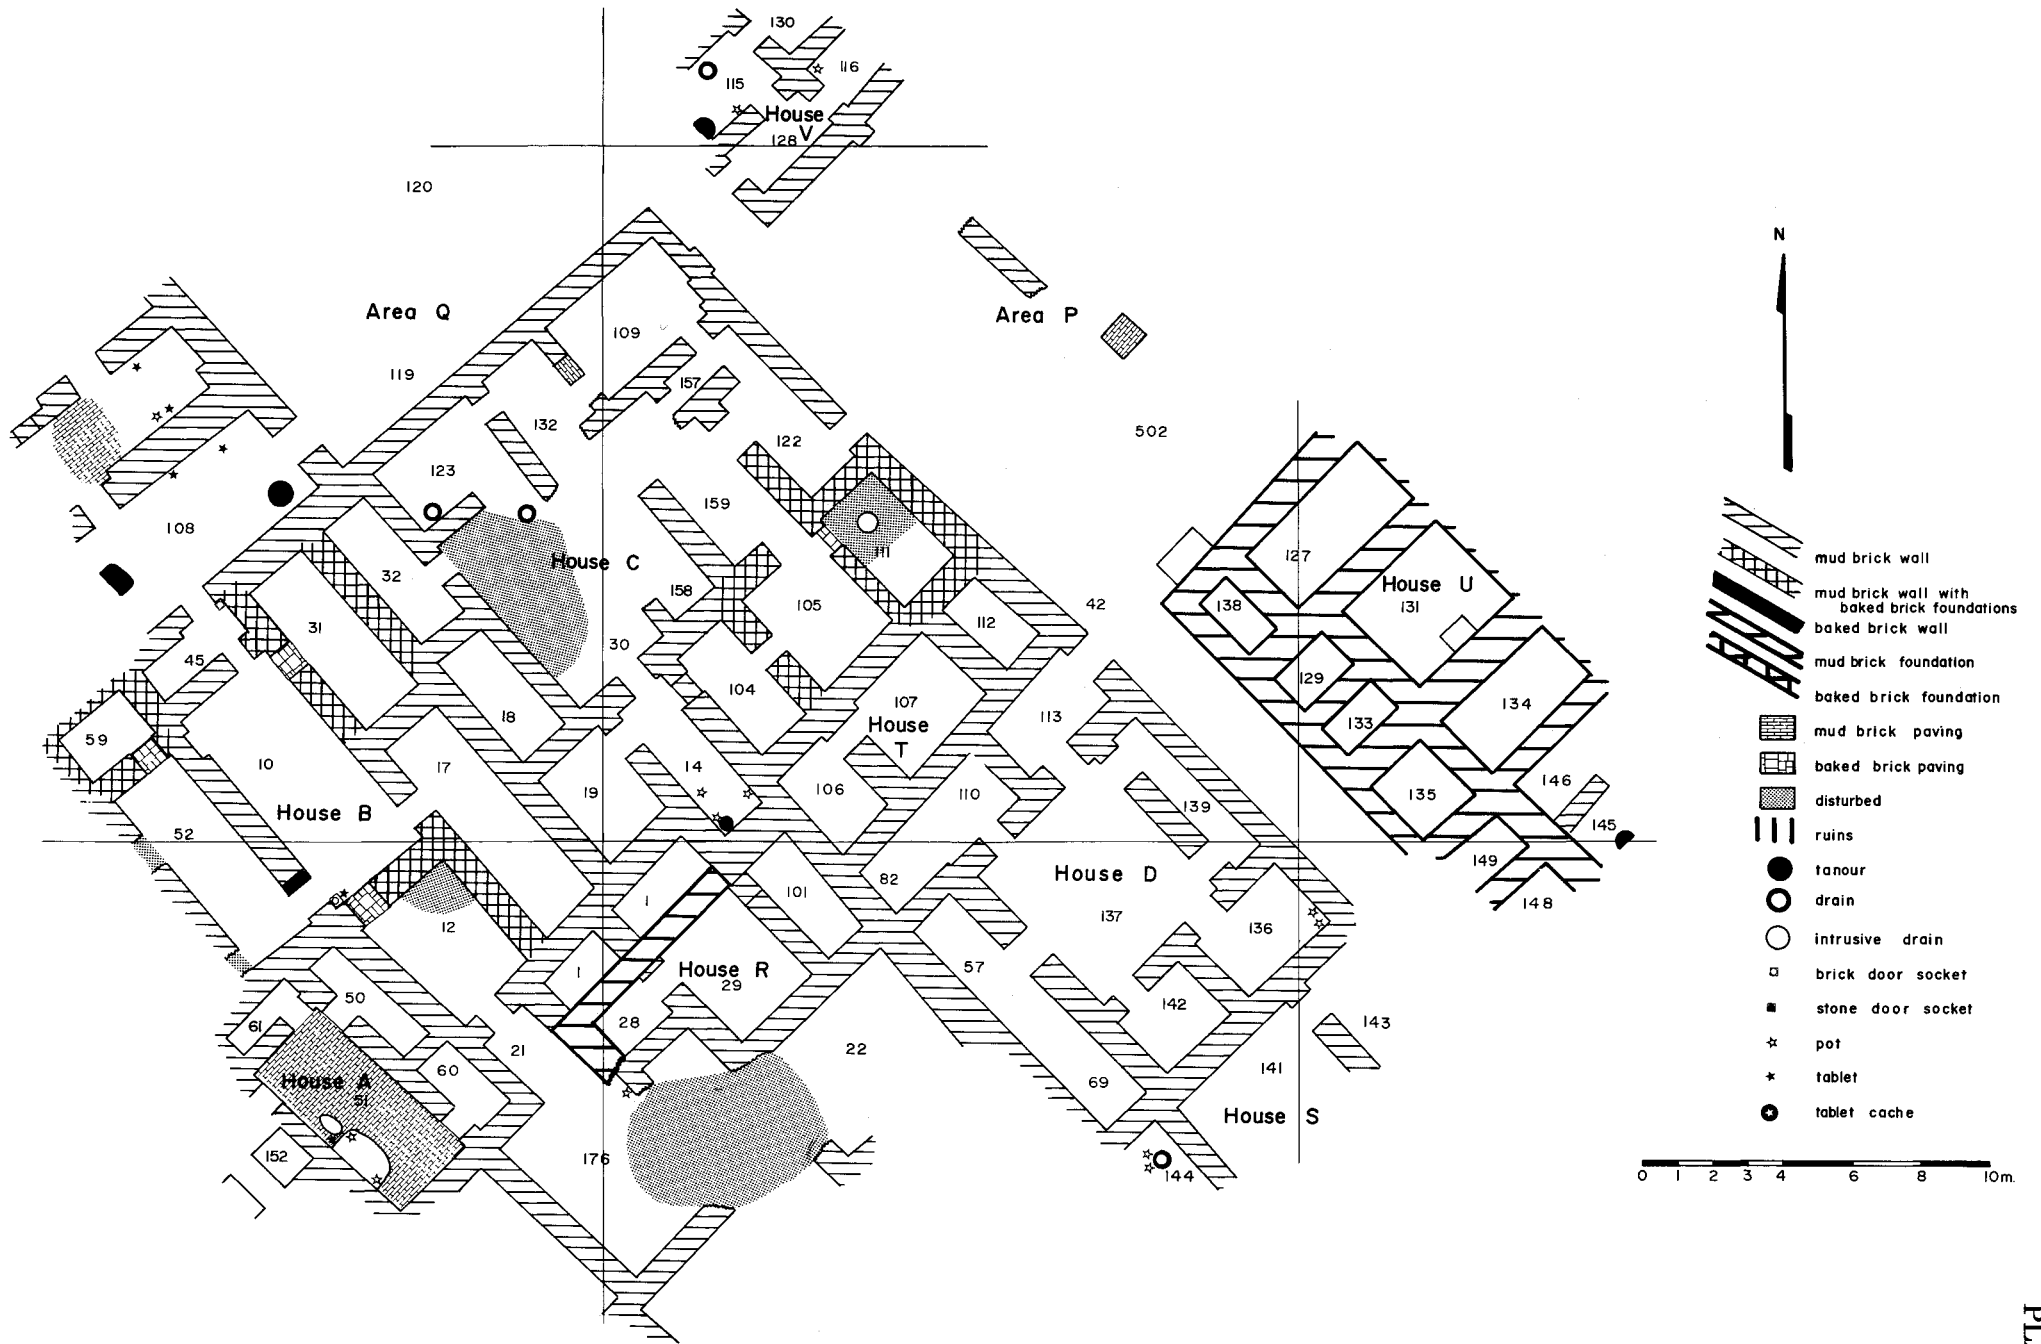 130
116
115
House
V
128
120
N
Area Q
Area P
109
119
157
132
502
122
123
159
108
111
127
House C
House U
32
158
105
138
131
42
31
112
30
45
129
104
107
113
133
134
18
House
T
59
10
17
14
19
106
110
139
146
135
House B
52
145
149
House D
82
101
1
148
137
12
136
House R
29
57
1
50
142
61
28
143
21
22
60
141
69
House A
51
House S
152
176
144
mud brick wall
mud brick wall with
baked brick foundations
baked brick wall
mud brick foundation
baked brick foundation
mud brick paving
baked brick paving
disturbed
ruins
tanour
drain
intrusive drain
brick door socket
stone door socket
pot
tablet
tablet cache
0 1 2 3 4 6 8 10 m.